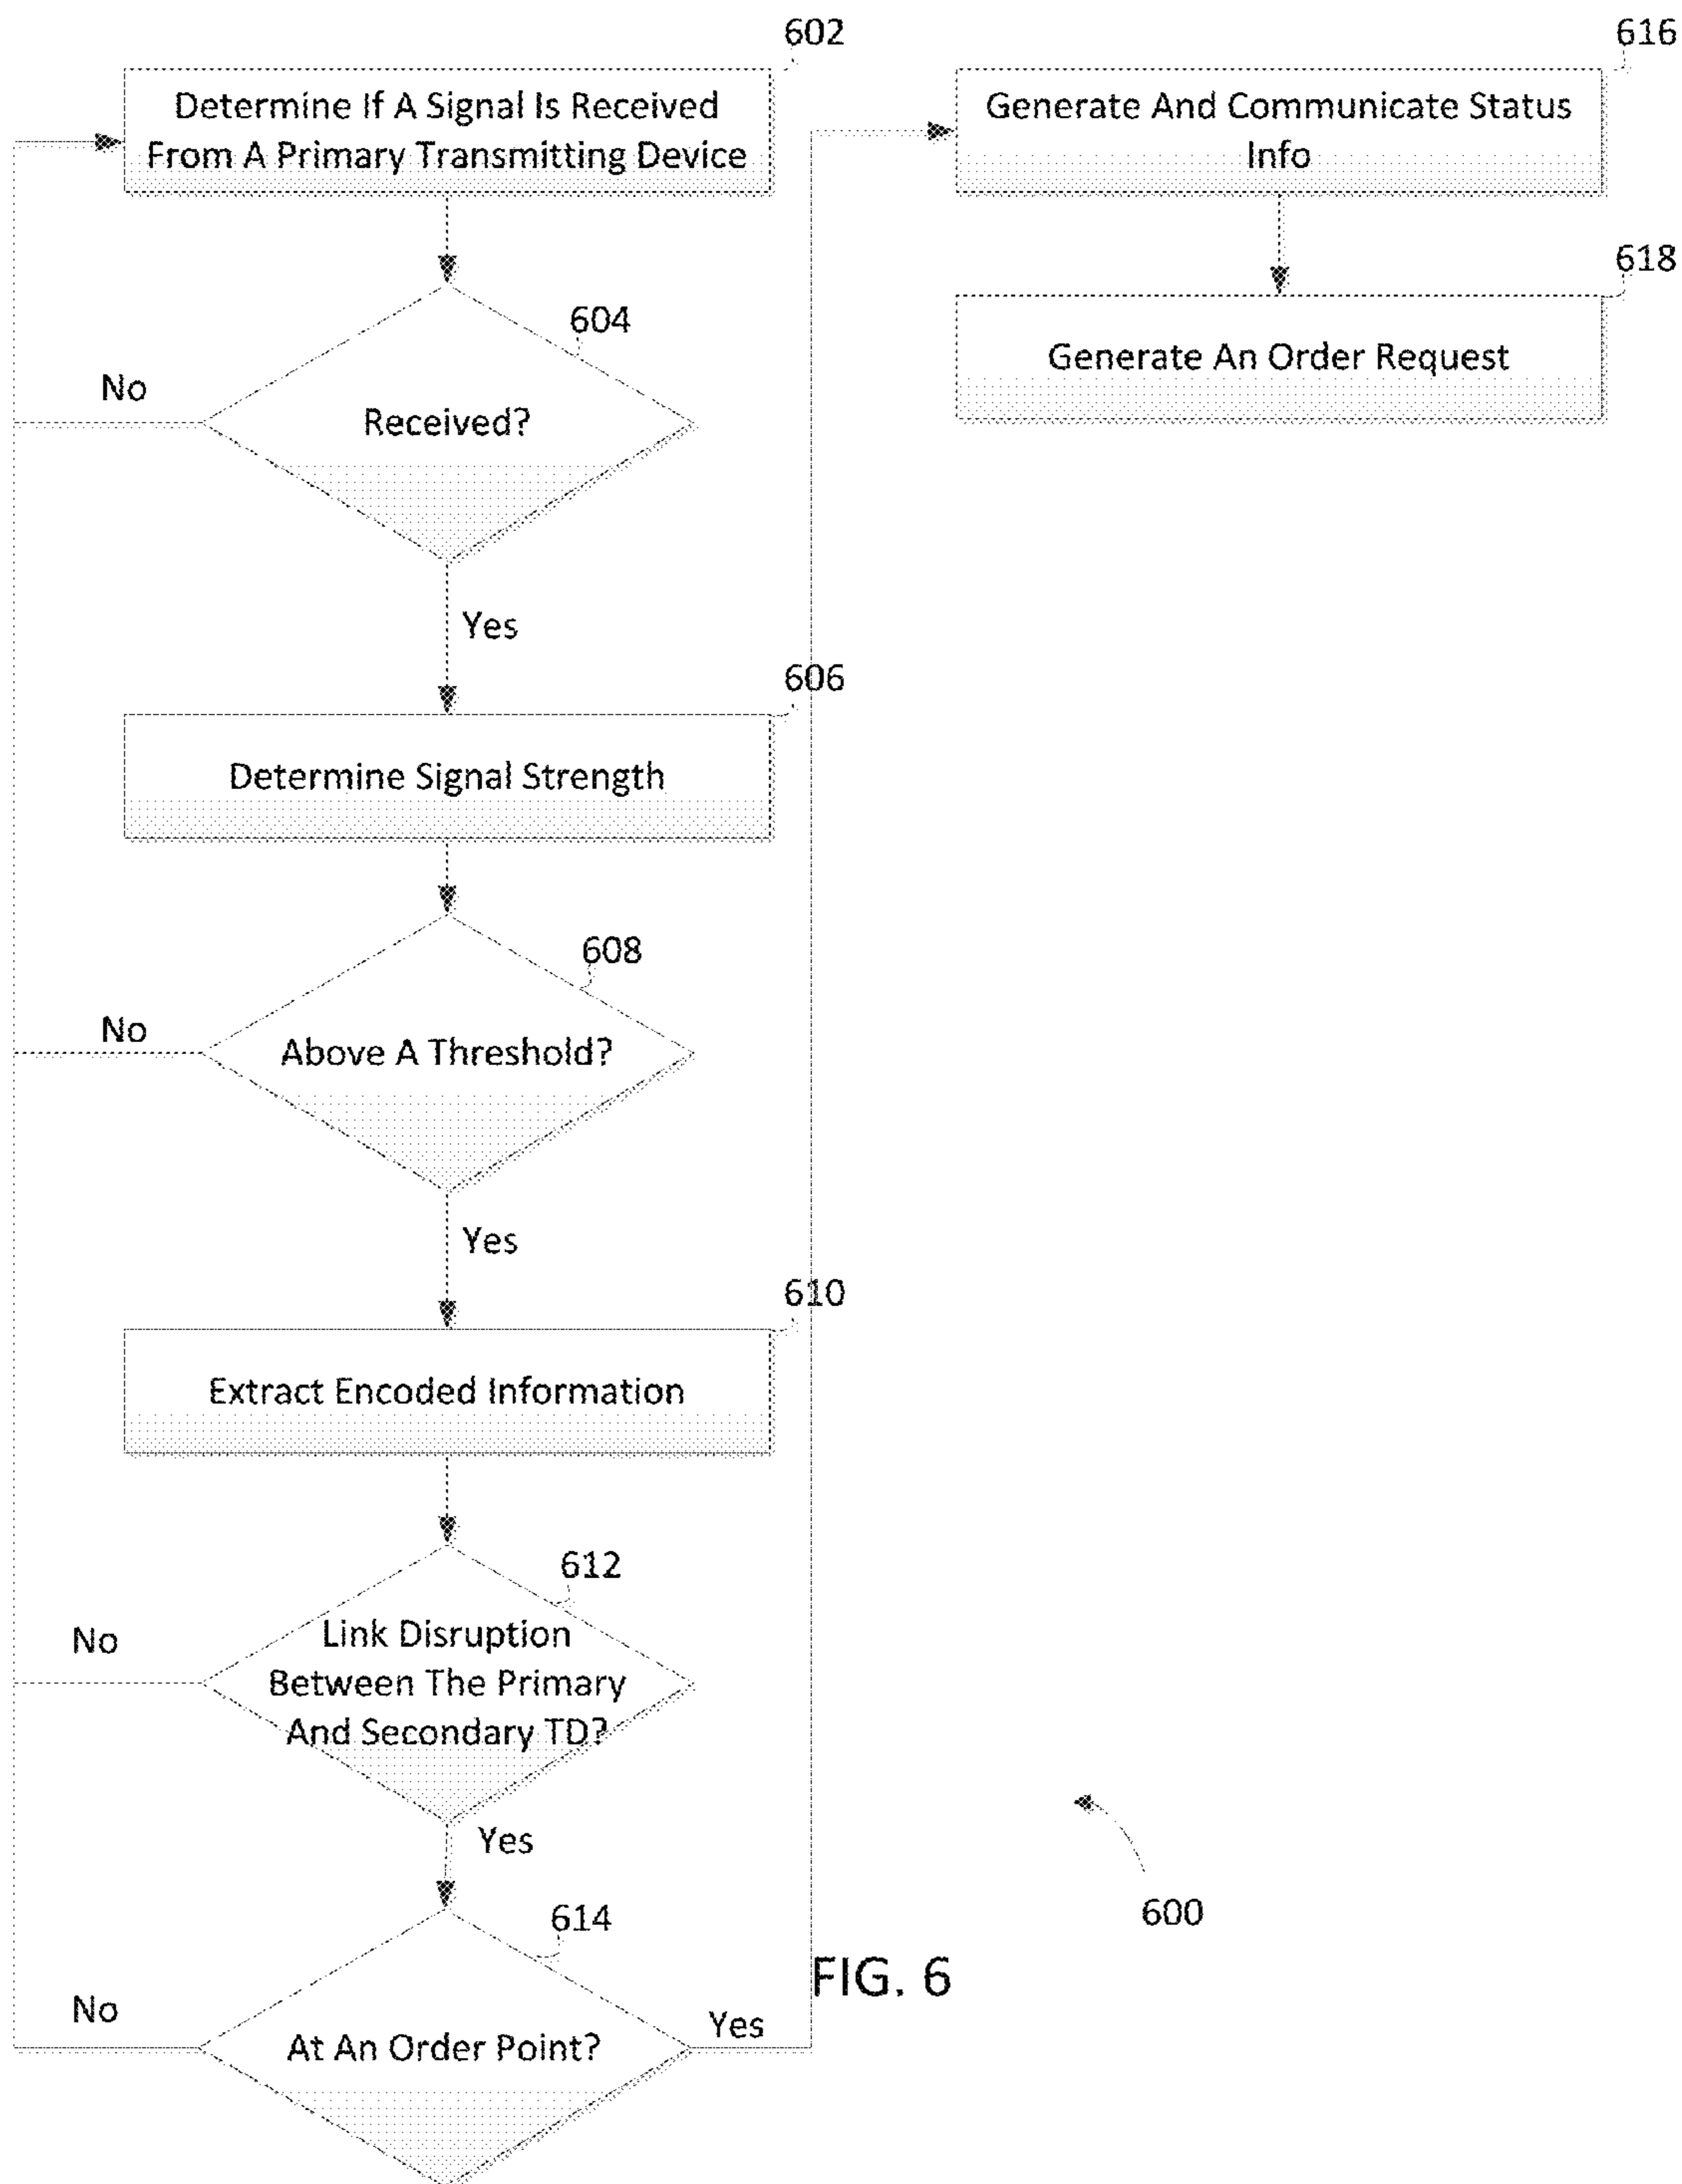 602
Determine If A Signal Is Received
From A Primary Transmitting Device
604
No
Received?
Yes
606
Determine Signal Strength
608
No
Above A Threshold?
Yes
610
Extract Encoded Information
612
No
Link Disruption
Between The Primary
And Secondary TD?
Yes
614
No
At An Order Point?
Yes
616
Generate And Communicate Status
Info
618
Generate An Order Request
600
FIG. 6